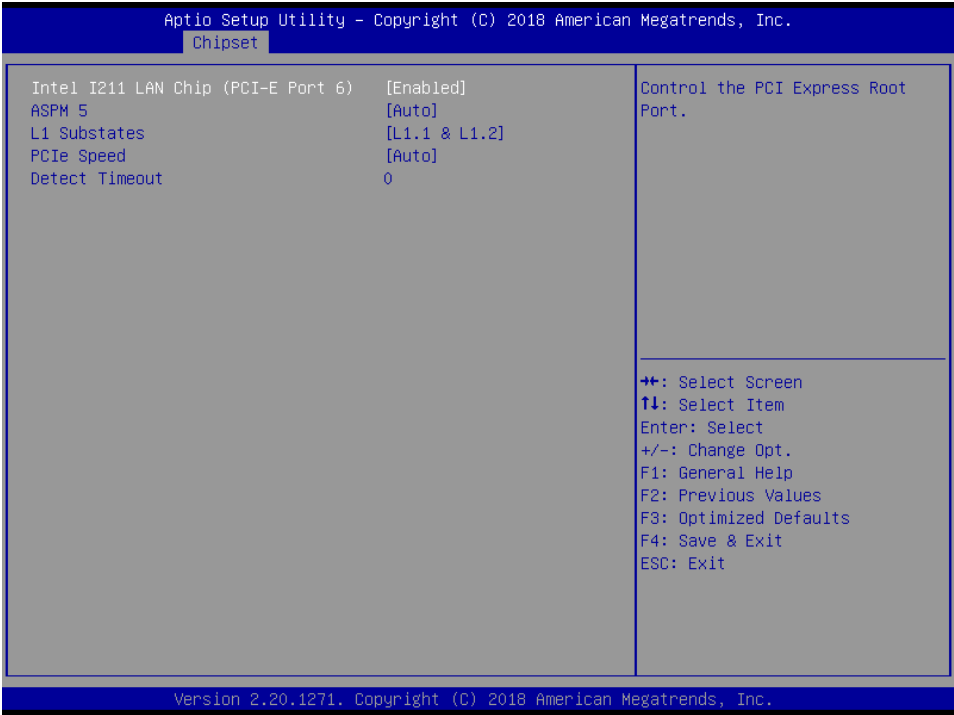 Aptio Setup Utility – Copyright (C) 2018 American Megatrends, Inc.
Chipset
Intel I211 LAN Chip (PCI-E Port 6) [Enabled]
ASPM 5 [Auto]
L1 Substates [L1.1 & L1.2]
PCIe Speed [Auto]
Detect Timeout 0
Control the PCI Express Root
Port.
→←: Select Screen
↑↓: Select Item
Enter: Select
+/-: Change Opt.
F1: General Help
F2: Previous Values
F3: Optimized Defaults
F4: Save & Exit
ESC: Exit
Version 2.20.1271. Copyright (C) 2018 American Megatrends, Inc.